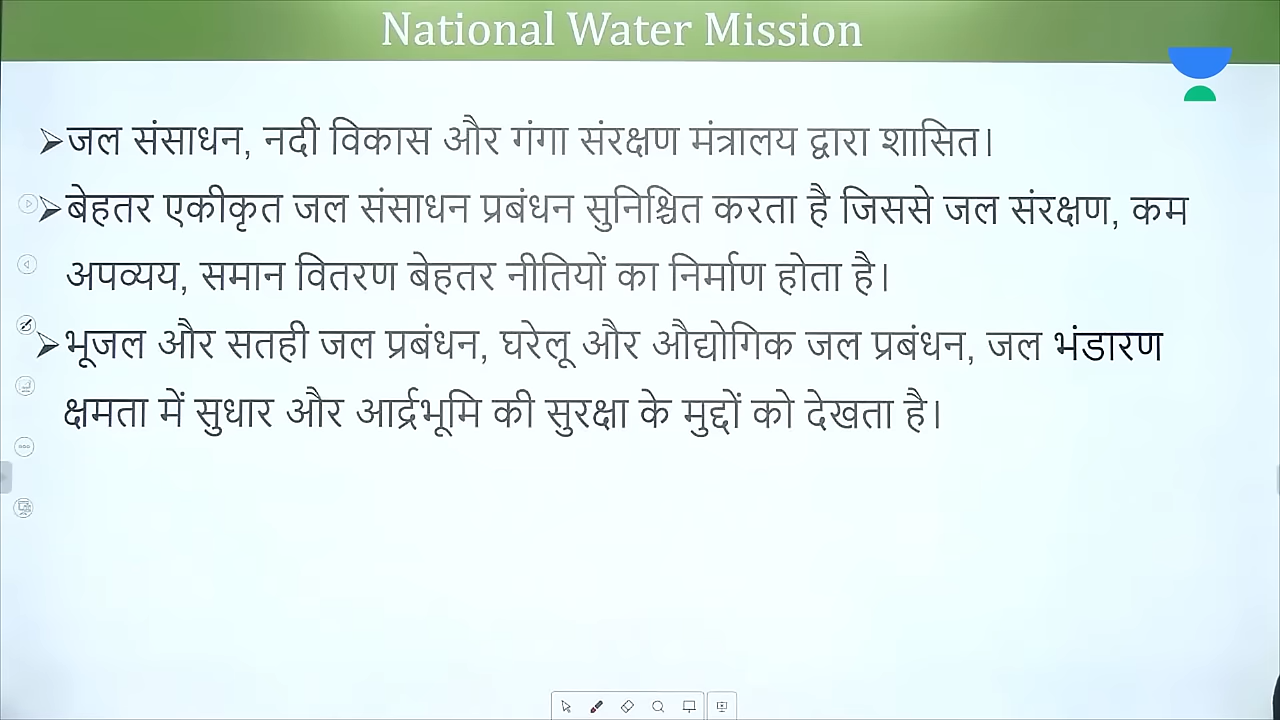 National Water Mission
➢जल संसाधन, नदी विकास और गंगा संरक्षण मंत्रालय द्वारा शासित।
➢बेहतर एकीकृत जल संसाधन प्रबंधन सुनिश्चित करता है जिससे जल संरक्षण, कम
अपव्यय, समान वितरण बेहतर नीतियों का निर्माण होता है।
➢भूजल और सतही जल प्रबंधन, घरेलू और औद्योगिक जल प्रबंधन, जल भंडारण
क्षमता में सुधार और आर्द्रभूमि की सुरक्षा के मुद्दों को देखता है।